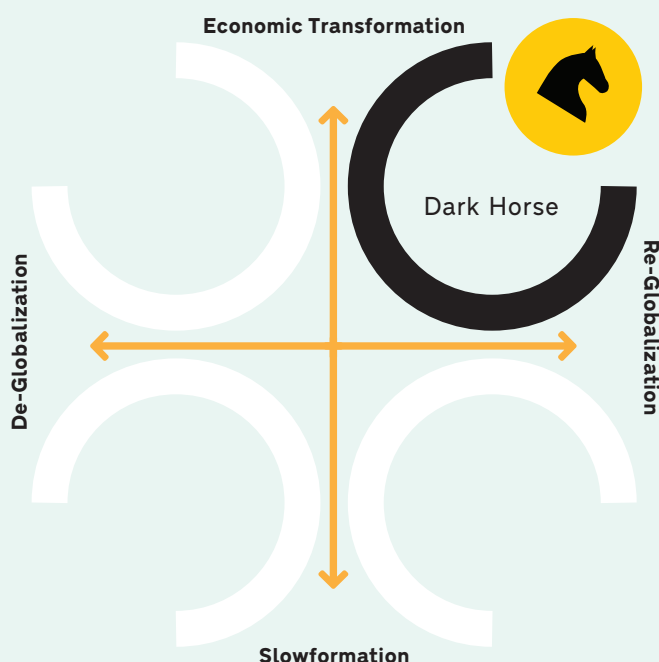 Economic Transformation
Dark Horse
De-Globalization
Re-Globalization
Slowformation